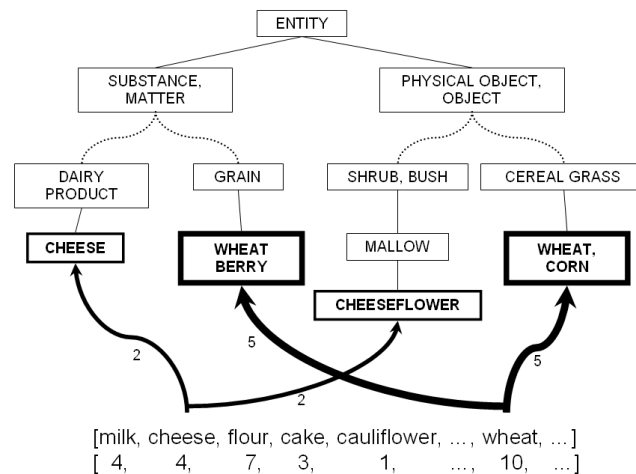 ENTITY
SUBSTANCE,
MATTER
PHYSICAL OBJECT,
OBJECT
DAIRY
PRODUCT
GRAIN
SHRUB, BUSH
CEREAL GRASS
CHEESE
WHEAT
BERRY
MALLOW
WHEAT,
CORN
CHEESEFLOWER
2
5
2
5
[milk, cheese, flour, cake, cauliflower, ..., wheat, ...]
[ 4, 4, 7, 3, 1, ..., 10, ...]